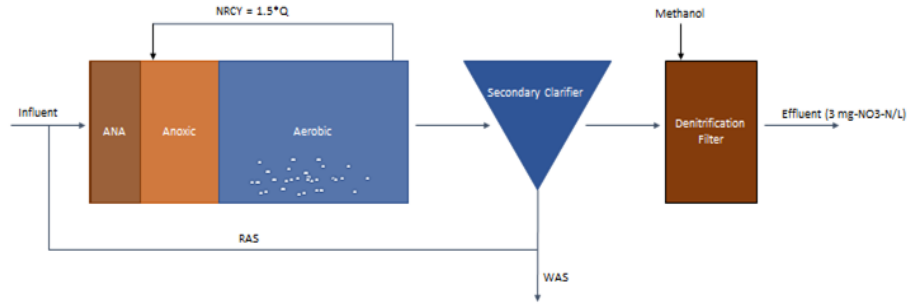 NRCY = 1.5*Q
Methanol
Influent
ANA
Anoxic
Aerobic
Secondary Clarifier
Denitrification
Filter
Effluent (3 mg-NO3-N/L)
RAS
WAS